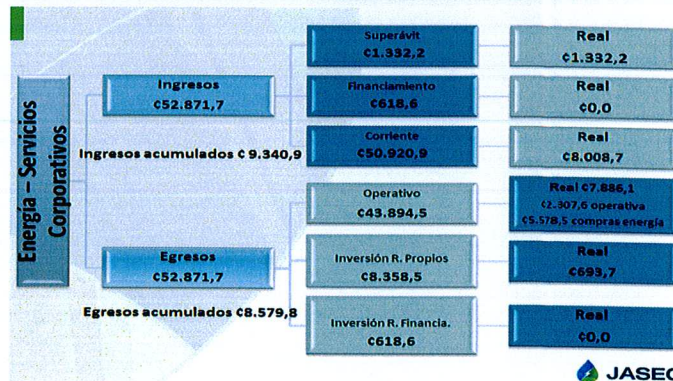 Energía – Servicios
Corporativos
Ingresos
¢52.871,7
Ingresos acumulados ¢ 9.340,9
Superávit
¢1.332,2
Real
¢1.332,2
Financiamiento
¢618,6
Real
¢0,0
Corriente
¢50.920,9
Real
¢8.008,7
Egresos
¢52.871,7
Egresos acumulados ¢8.579,8
Operativo
¢43.894,5
Real ¢7.886,1
¢2.307,6 operativa
¢5.578,5 compras energía
Inversión R. Propios
¢8.358,5
Real
¢693,7
Inversión R. Financia.
¢618,6
Real
¢0,0
JASEC